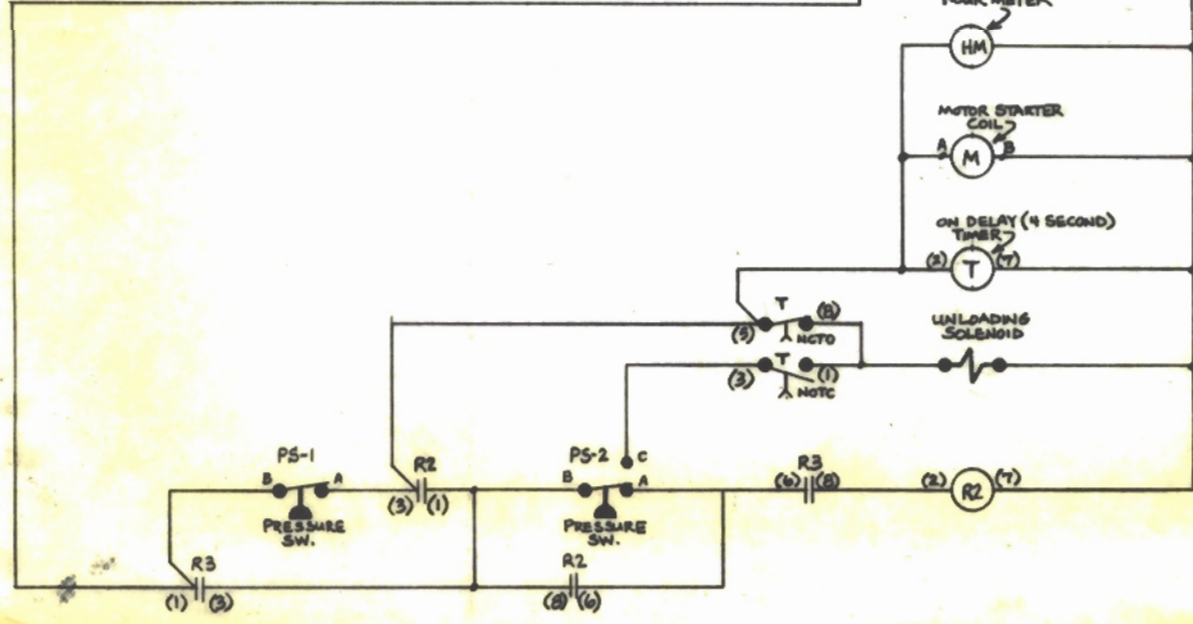 HM
MOTOR STARTER
COIL
A
M
B
ON DELAY (4 SECOND)
TIMER
(2)
T
(7)
T
(8)
(5)
NCTO
UNLOADING
SOLENOID
T
(3)
(1)
NOTC
PS-1
B
A
PRESSURE
SW.
R2
(3)
(1)
PS-2
C
B
A
PRESSURE
SW.
R3
(6)
(8)
(2)
R2
(7)
R3
(1)
(3)
R2
(8)
(6)